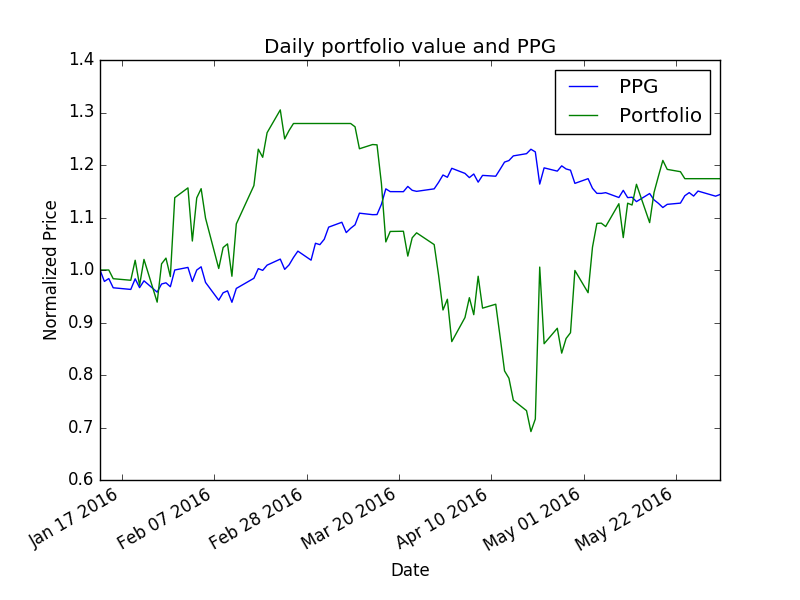 Daily portfolio value and PPG
1.4
1.3
1.2
1.1
1.0
0.9
0.8
0.7
0.6
Normalized Price
PPG
Portfolio
Jan 17 2016
Feb 07 2016
Feb 28 2016
Mar 20 2016
Apr 10 2016
May 01 2016
May 22 2016
Date